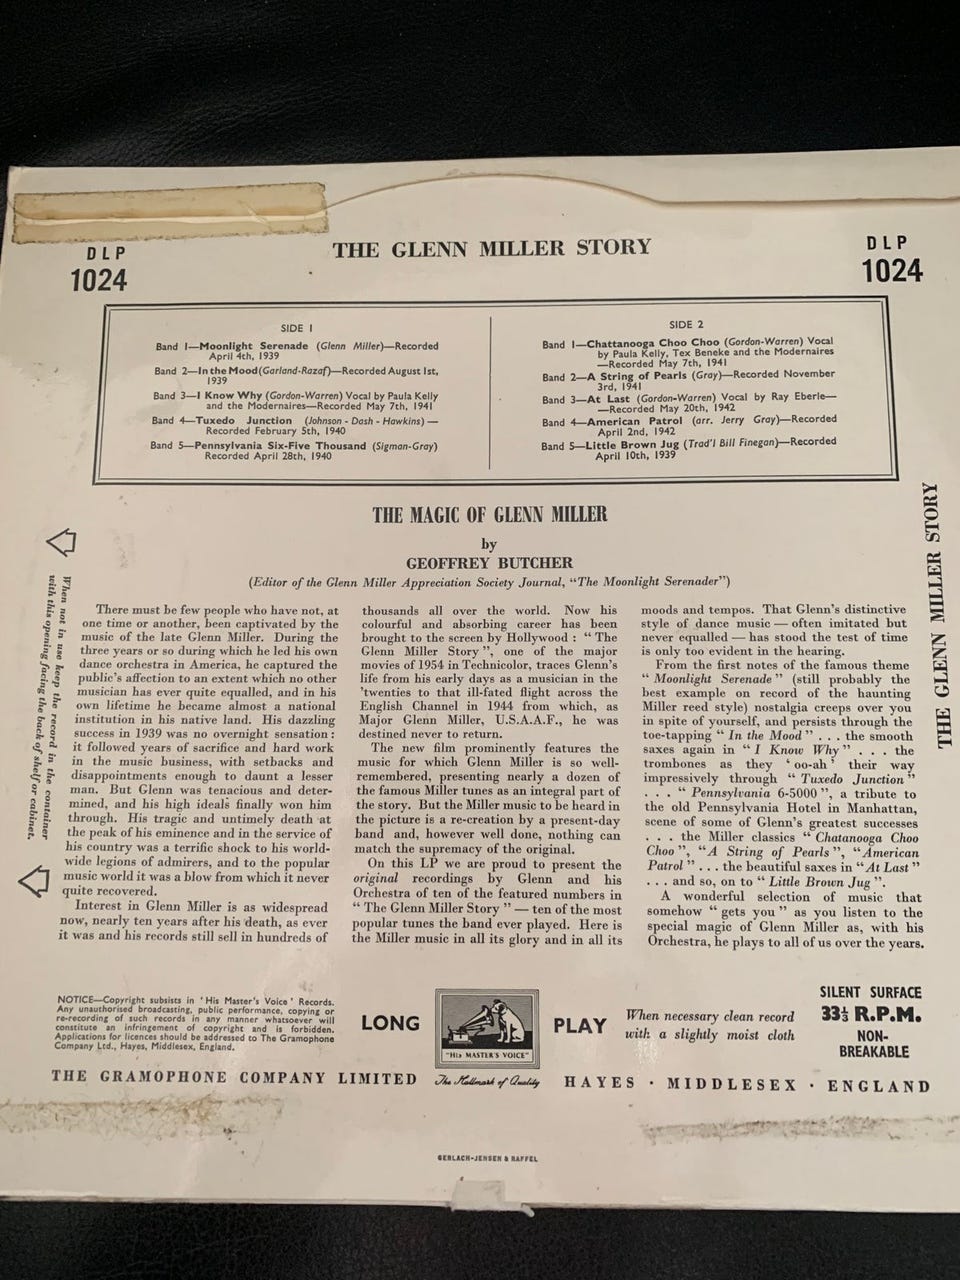 DLP
1024
THE GLENN MILLER STORY
DLP
1024
SIDE 1
Band 1—Moonlight Serenade (Glenn Miller)—Recorded
April 4th, 1939
Band 2—In the Mood (Garland-Razaf)—Recorded August 1st,
1939
Band 3—I Know Why (Gordon-Warren) Vocal by Paula Kelly
and the Modernaires—Recorded May 7th, 1941
Band 4—Tuxedo Junction (Johnson - Dash - Hawkins) —
Recorded February 5th, 1940
Band 5—Pennsylvania Six-Five Thousand (Sigman-Gray)
Recorded April 28th, 1940
SIDE 2
Band 1—Chattanooga Choo Choo (Gordon-Warren) Vocal
by Paula Kelly, Tex Beneke and the Modernaires
—Recorded May 7th, 1941
Band 2—A String of Pearls (Gray)—Recorded November
3rd, 1941
Band 3—At Last (Gordon-Warren) Vocal by Ray Eberle—
—Recorded May 20th, 1942
Band 4—American Patrol (arr. Jerry Gray)—Recorded
April 2nd, 1942
Band 5—Little Brown Jug (Trad'l Bill Finegan)—Recorded
April 10th, 1939
THE MAGIC OF GLENN MILLER
by
GEOFFREY BUTCHER
(Editor of the Glenn Miller Appreciation Society Journal, "The Moonlight Serenader")
There must be few people who have not, at
one time or another, been captivated by the
music of the late Glenn Miller. During the
three years or so during which he led his own
dance orchestra in America, he captured the
public's affection to an extent which no other
musician has ever quite equalled, and in his
own lifetime he became almost a national
institution in his native land. His dazzling
success in 1939 was no overnight sensation :
it followed years of sacrifice and hard work
in the music business, with setbacks and
disappointments enough to daunt a lesser
man. But Glenn was tenacious and deter-
mined, and his high ideals finally won him
through. His tragic and untimely death at
the peak of his eminence and in the service of
his country was a terrific shock to his world-
wide legions of admirers, and to the popular
music world it was a blow from which it never
quite recovered.
Interest in Glenn Miller is as widespread
now, nearly ten years after his death, as ever
it was and his records still sell in hundreds of
thousands all over the world. Now his
colourful and absorbing career has been
brought to the screen by Hollywood : " The
Glenn Miller Story ", one of the major
movies of 1954 in Technicolor, traces Glenn's
life from his early days as a musician in the
'twenties to that ill-fated flight across the
English Channel in 1944 from which, as
Major Glenn Miller, U.S.A.A.F., he was
destined never to return.
The new film prominently features the
music for which Glenn Miller is so well-
remembered, presenting nearly a dozen of
the famous Miller tunes as an integral part of
the story. But the Miller music to be heard in
the picture is a re-creation by a present-day
band and, however well done, nothing can
match the supremacy of the original.
On this LP we are proud to present the
original recordings by Glenn and his
Orchestra of ten of the featured numbers in
" The Glenn Miller Story " — ten of the most
popular tunes the band ever played. Here is
the Miller music in all its glory and in all its
moods and tempos. That Glenn's distinctive
style of dance music — often imitated but
never equalled — has stood the test of time
is only too evident in the hearing.
From the first notes of the famous theme
" Moonlight Serenade " (still probably the
best example on record of the haunting
Miller reed style) nostalgia creeps over you
in spite of yourself, and persists through the
toe-tapping " In the Mood " . . . the smooth
saxes again in " I Know Why " . . . the
trombones as they ' oo-ah ' their way
impressively through " Tuxedo Junction "
. . . . " Pennsylvania 6-5000 ", a tribute to
the old Pennsylvania Hotel in Manhattan,
scene of some of Glenn's greatest successes
. . . . the Miller classics " Chatanooga Choo
Choo ", "A String of Pearls ", "American
Patrol " . . . the beautiful saxes in "At Last "
. . . and so, on to " Little Brown Jug ".
A wonderful selection of music that
somehow " gets you " as you listen to the
special magic of Glenn Miller as, with his
Orchestra, he plays to all of us over the years.
When not in use keep the record in the container
with this opening facing the back of shelf or cabinet.
THE GLENN MILLER STORY
NOTICE—Copyright subsists in ' His Master's Voice ' Records.
Any unauthorised broadcasting, public performance, copying or
re-recording of such records in any manner whatsoever will
constitute an infringement of copyright and is forbidden.
Applications for licences should be addressed to The Gramophone
Company Ltd., Hayes, Middlesex, England.
LONG
"HIS MASTER'S VOICE"
The Hallmark of Quality
PLAY
When necessary clean record
with a slightly moist cloth
SILENT SURFACE
33⅓ R.P.M.
NON-
BREAKABLE
THE GRAMOPHONE COMPANY LIMITED
HAYES · MIDDLESEX · ENGLAND
GERLACH-JENSEN & RAFFEL